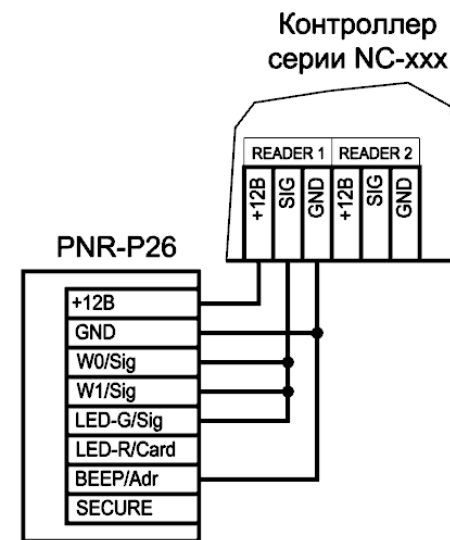 Контроллер
серии NC-xxx
READER 1 READER 2
+12В SIG GND +12В SIG GND
PNR-P26
+12В
GND
W0/Sig
W1/Sig
LED-G/Sig
LED-R/Card
BEEP/Adr
SECURE